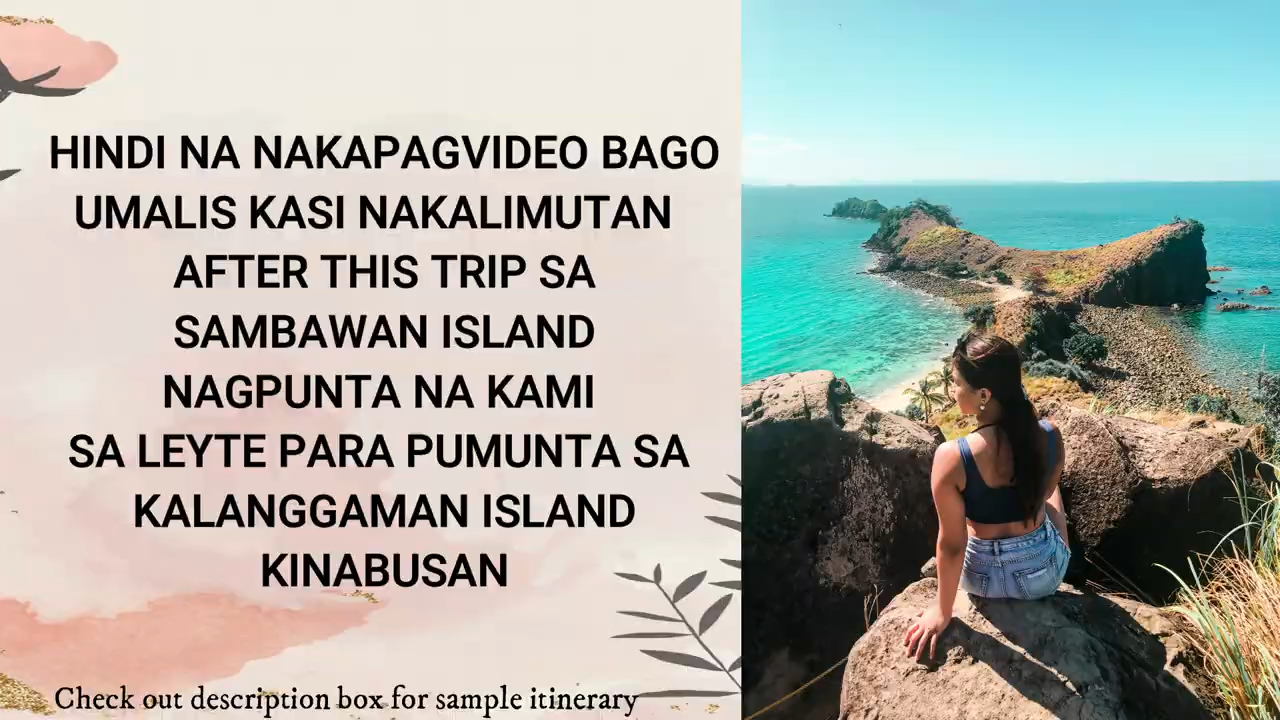 HINDI NA NAKAPAGVIDEO BAGO
UMALIS KASI NAKALIMUTAN
AFTER THIS TRIP SA
SAMBAWAN ISLAND
NAGPUNTA NA KAMI
SA LEYTE PARA PUMUNTA SA
KALANGGAMAN ISLAND
KINABUSAN
Check out description box for sample itinerary